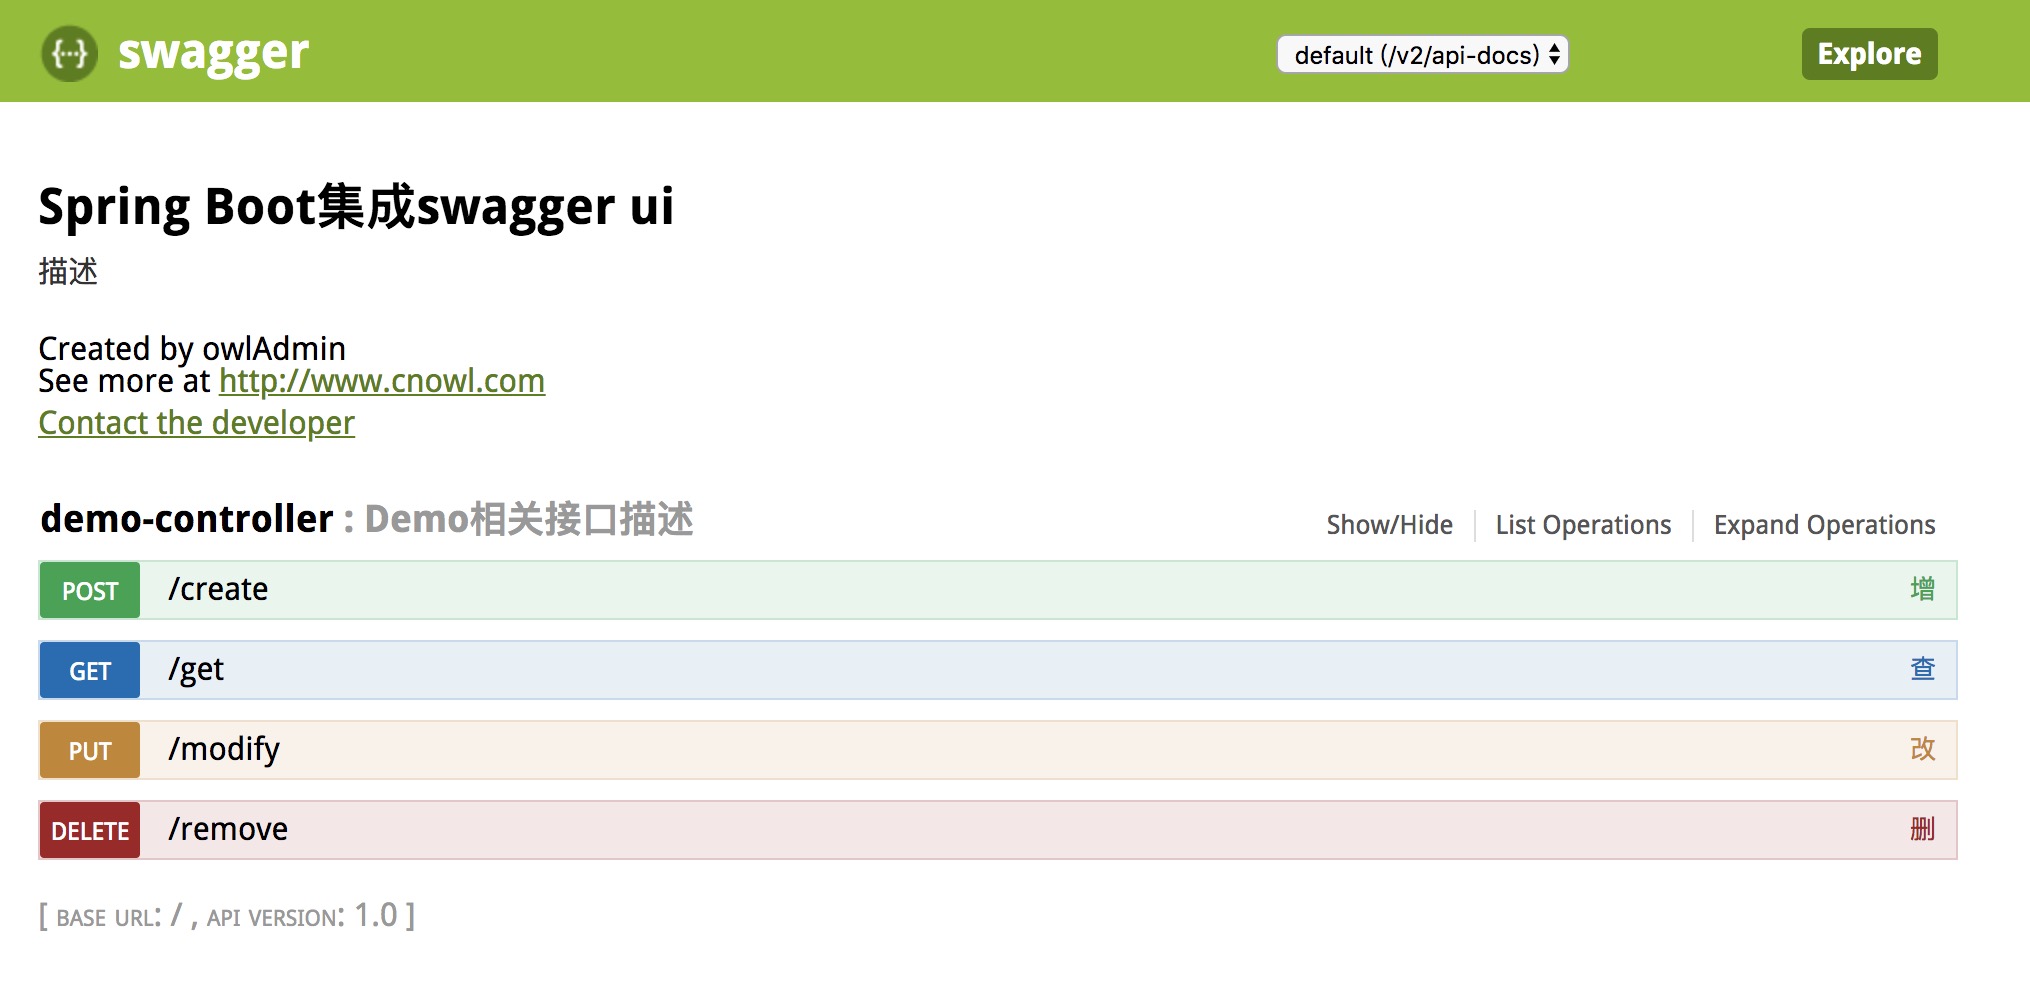 {···} swagger default (/v2/api-docs) Explore
Spring Boot集成swagger ui
描述
Created by owlAdmin
See more at http://www.cnowl.com
Contact the developer
demo-controller : Demo相关接口描述 Show/Hide List Operations Expand Operations
POST /create 增
GET /get 查
PUT /modify 改
DELETE /remove 删
[ BASE URL: / , API VERSION: 1.0 ]